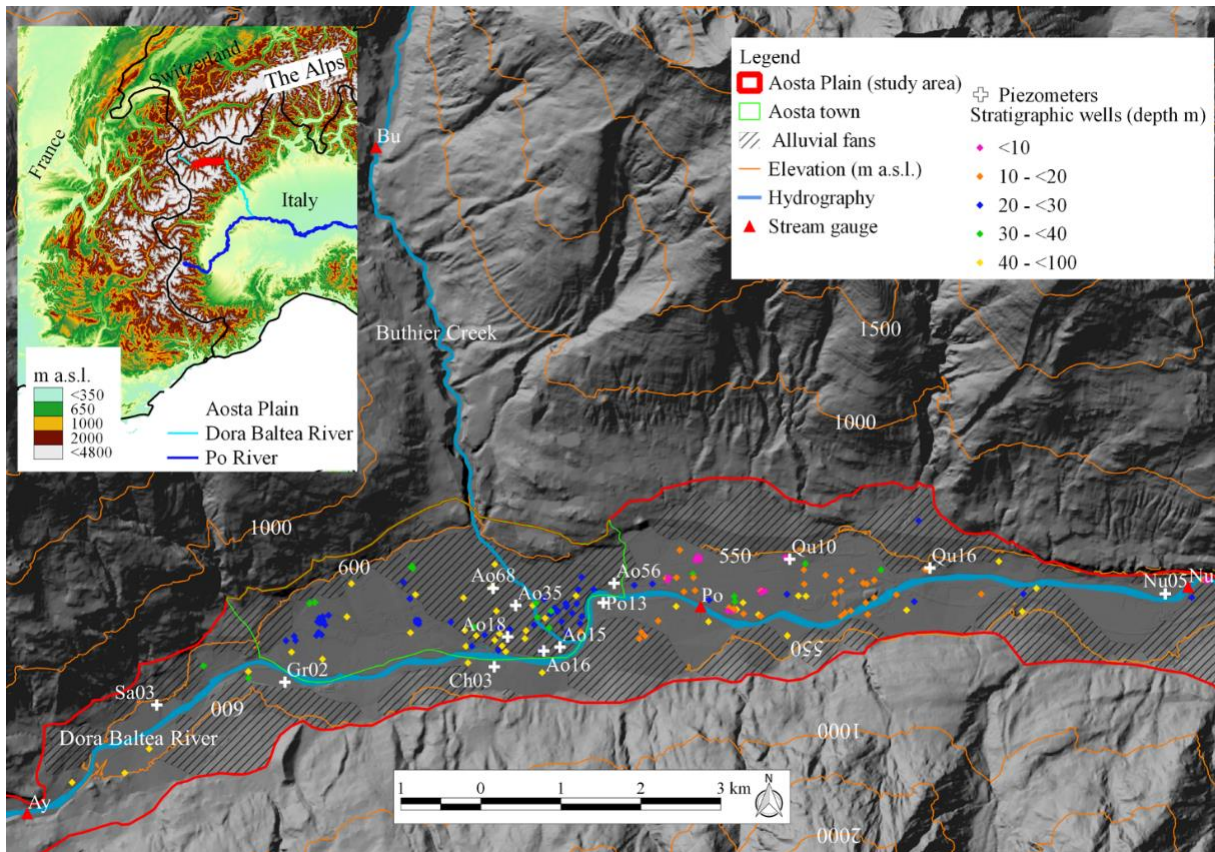 Switzerland
The Alps
France
Italy
m a.s.l.
<350
650
1000
2000
<4800
Aosta Plain
Dora Baltea River
Po River
Legend
Aosta Plain (study area)
Aosta town
Alluvial fans
Elevation (m a.s.l.)
Hydrography
Stream gauge
Piezometers
Stratigraphic wells (depth m)
<10
10 - <20
20 - <30
30 - <40
40 - <100
Bu
Buthier Creek
1500
1000
1000
600
550
Qu10
Qu16
Ao68
Ao35
Ao56
Po13
Po
Nu05
Nu
Ao18
Ao15
Ao16
Ch03
Gr02
Sa03
600
550
Dora Baltea River
Ay
1000
2000
1 0 1 2 3 km
N